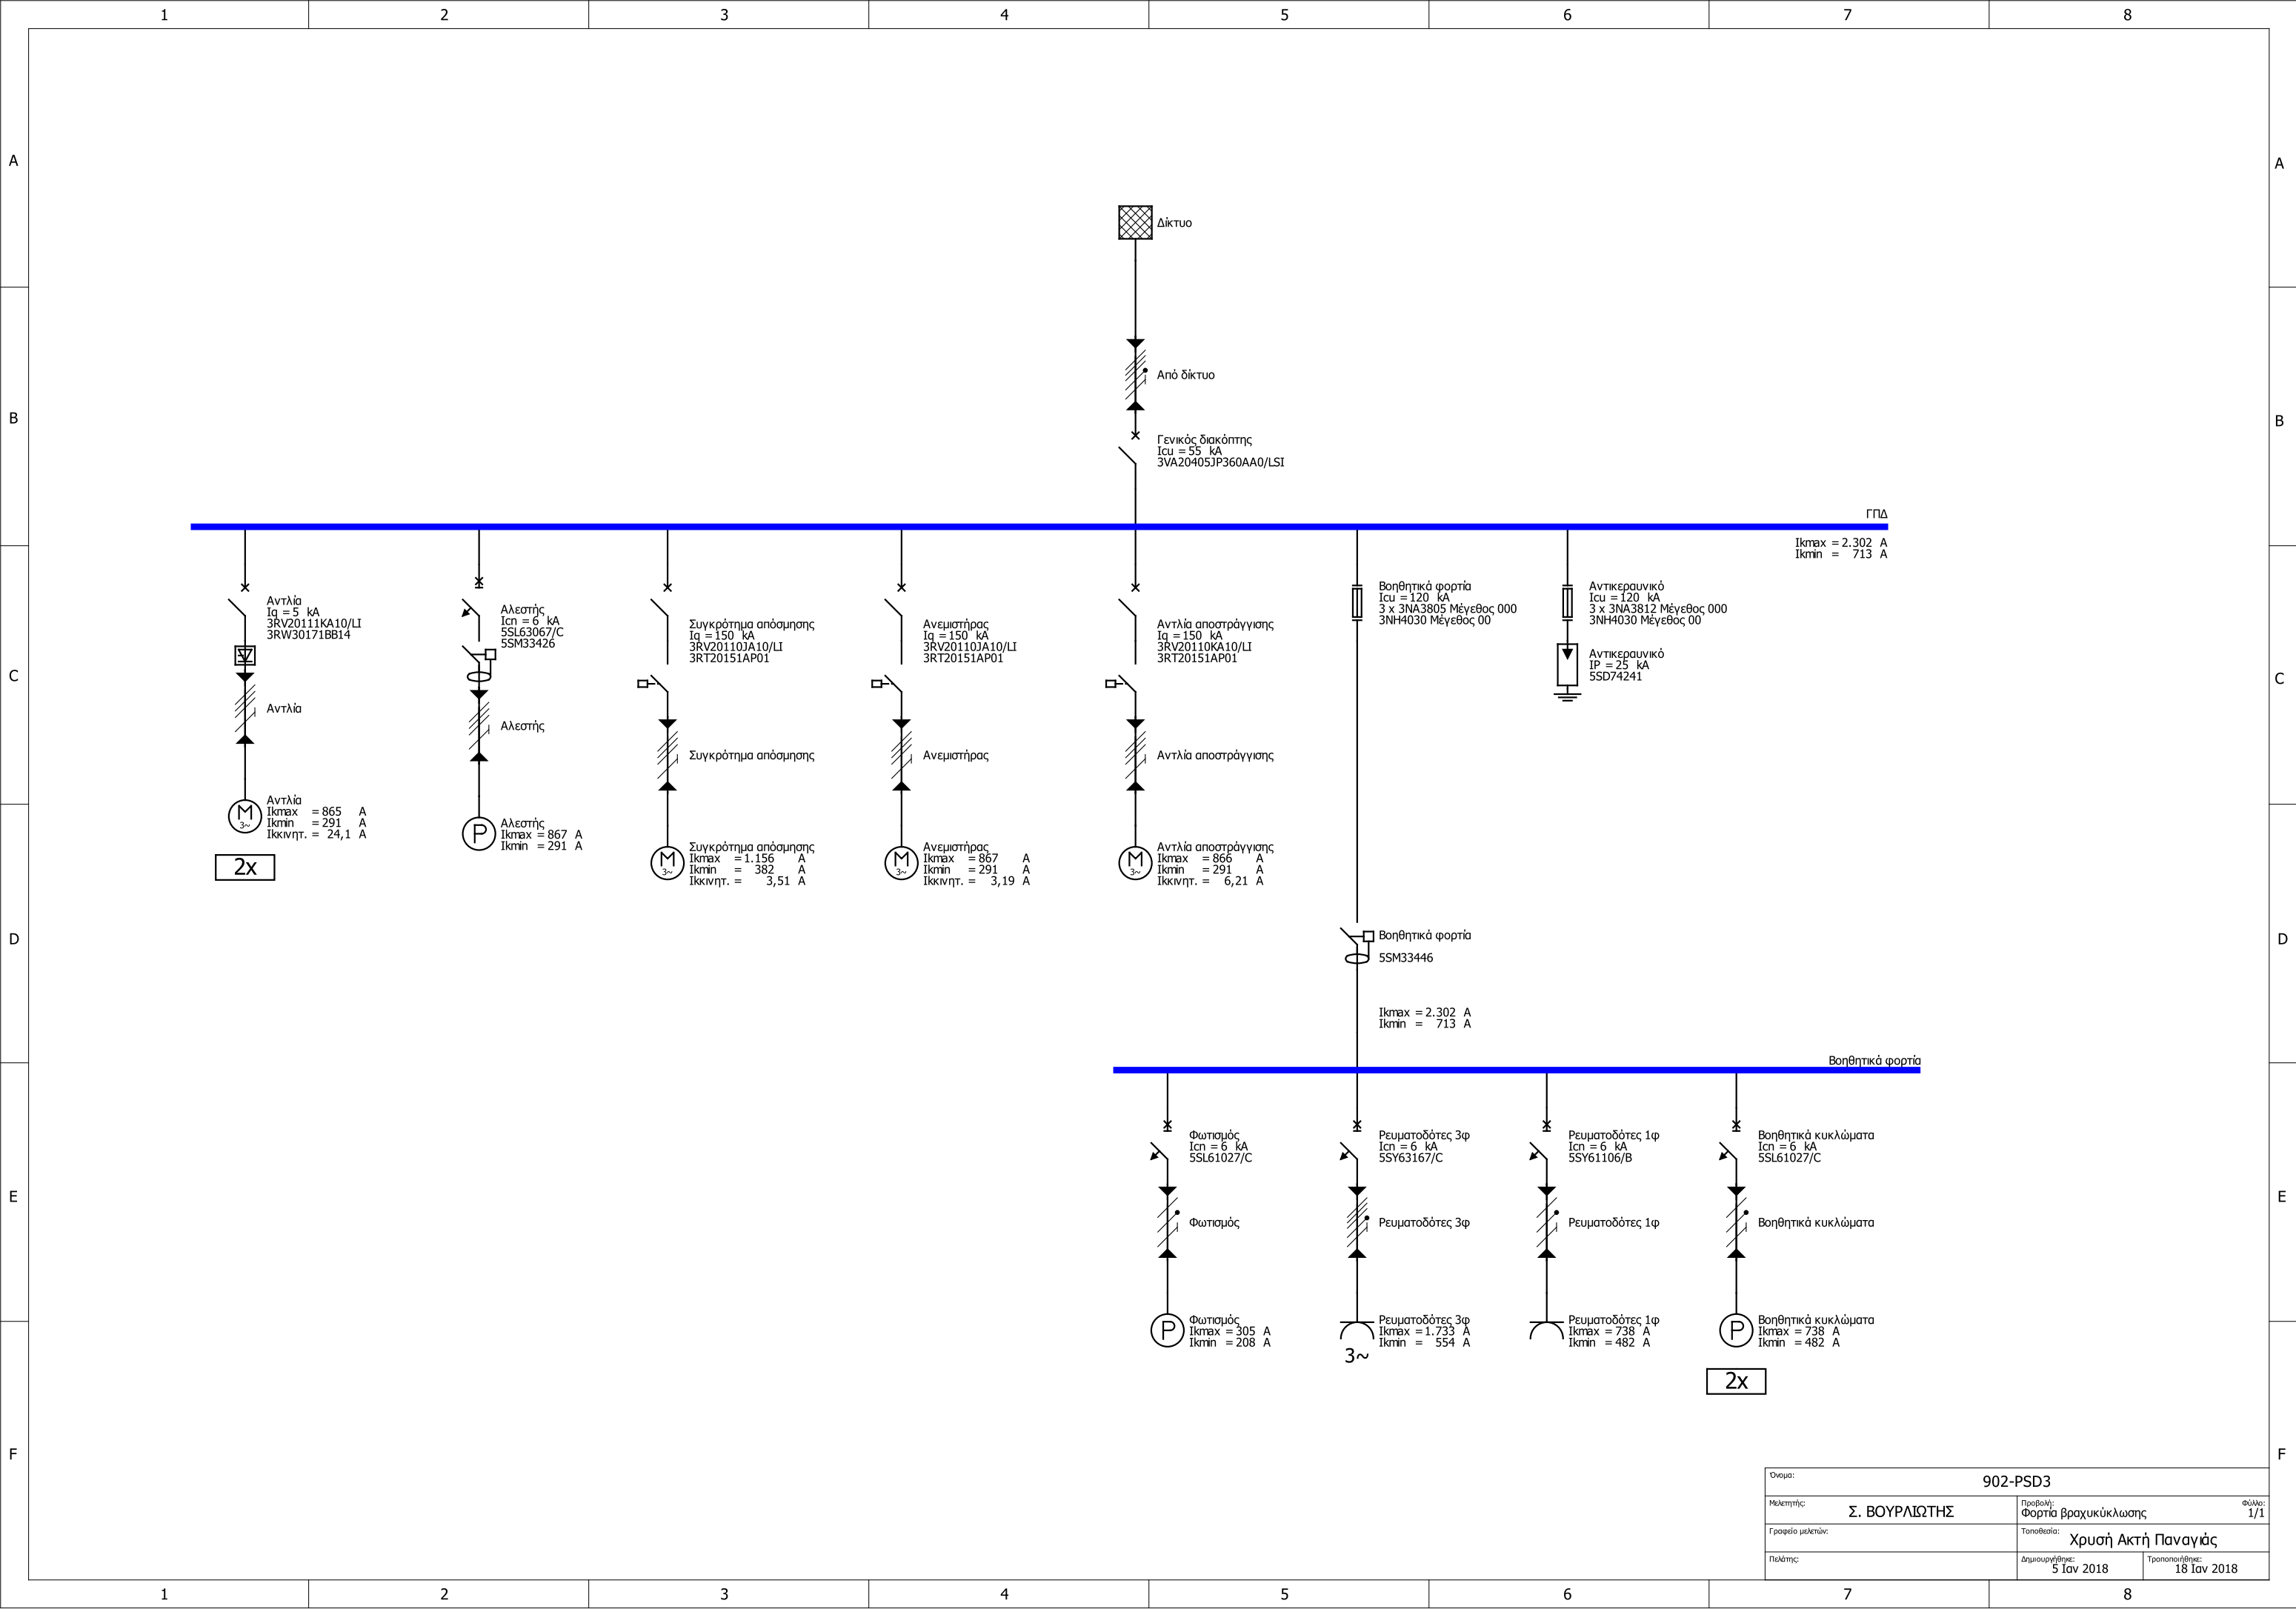 1 2 3 4 5 6 7 8
A A
B B
C C
D D
E E
F F
Δίκτυο
Από δίκτυο
Γενικός διακόπτης
Icu = 55 kA
3VA20405JP360AA0/LSI
ΓΠΔ
Ikmax = 2.302 A
Ikmin = 713 A
Αντλία
Iq = 5 kA
3RV20111KA10/LI
3RW30171BB14
Αντλία
Αντλία
Ikmax = 865 A
Ikmin = 291 A
Ikκινητ. = 24,1 A
M
3~
2x
Αλεστής
Icn = 6 kA
5SL63067/C
5SM33426
Αλεστής
Αλεστής
Ikmax = 867 A
Ikmin = 291 A
P
Συγκρότημα απόσμησης
Iq = 150 kA
3RV20110JA10/LI
3RT20151AP01
Συγκρότημα απόσμησης
Συγκρότημα απόσμησης
Ikmax = 1.156 A
Ikmin = 382 A
Ikκινητ. = 3,51 A
M
3~
Ανεμιστήρας
Iq = 150 kA
3RV20110JA10/LI
3RT20151AP01
Ανεμιστήρας
Ανεμιστήρας
Ikmax = 867 A
Ikmin = 291 A
Ikκινητ. = 3,19 A
M
3~
Αντλία αποστράγγισης
Iq = 150 kA
3RV20110KA10/LI
3RT20151AP01
Αντλία αποστράγγισης
Αντλία αποστράγγισης
Ikmax = 866 A
Ikmin = 291 A
Ikκινητ. = 6,21 A
M
3~
Βοηθητικά φορτία
Icu = 120 kA
3 x 3NA3805 Μέγεθος 000
3NH4030 Μέγεθος 00
Αντικεραυνικό
Icu = 120 kA
3 x 3NA3812 Μέγεθος 000
3NH4030 Μέγεθος 00
Αντικεραυνικό
IP = 25 kA
5SD74241
Βοηθητικά φορτία
5SM33446
Ikmax = 2.302 A
Ikmin = 713 A
Βοηθητικά φορτία
Φωτισμός
Icn = 6 kA
5SL61027/C
Φωτισμός
Φωτισμός
Ikmax = 305 A
Ikmin = 208 A
P
Ρευματοδότες 3φ
Icn = 6 kA
5SY63167/C
Ρευματοδότες 3φ
Ρευματοδότες 3φ
Ikmax = 1.733 A
Ikmin = 554 A
3~
Ρευματοδότες 1φ
Icn = 6 kA
5SY61106/B
Ρευματοδότες 1φ
Ρευματοδότες 1φ
Ikmax = 738 A
Ikmin = 482 A
Βοηθητικά κυκλώματα
Icn = 6 kA
5SL61027/C
Βοηθητικά κυκλώματα
Βοηθητικά κυκλώματα
Ikmax = 738 A
Ikmin = 482 A
P
2x
Όνομα: 902-PSD3
Μελετητής: Σ. ΒΟΥΡΛΙΩΤΗΣ
Προβολή: Φύλλο:
Φορτία βραχυκύκλωσης 1/1
Γραφείο μελετών:
Τοποθεσία: Χρυσή Ακτή Παναγιάς
Πελάτης:
Δημιουργήθηκε: Τροποποιήθηκε:
5 Ιαν 2018 18 Ιαν 2018
1 2 3 4 5 6 7 8